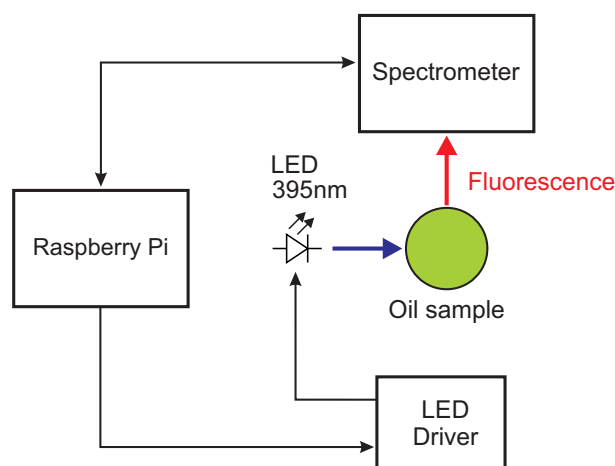 Spectrometer
LED
395nm
Fluorescence
Raspberry Pi
Oil sample
LED
Driver